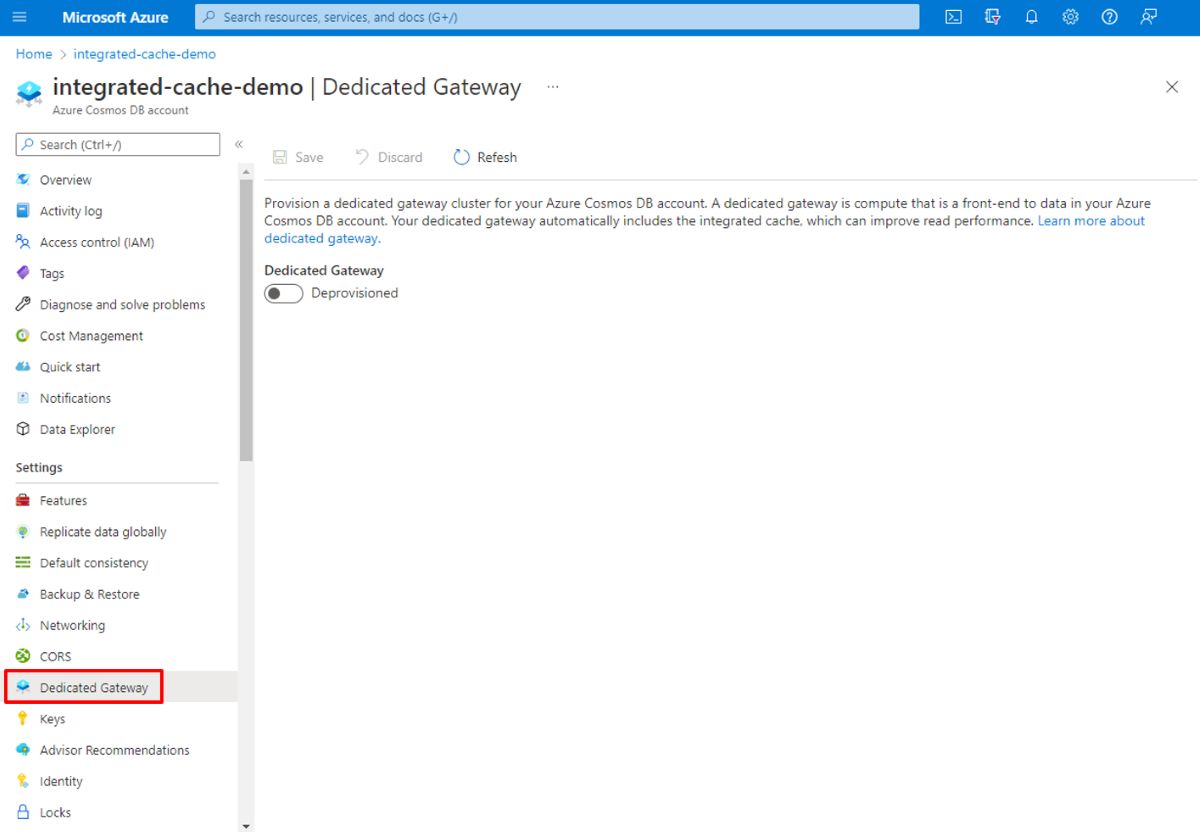 Microsoft Azure
Search resources, services, and docs (G+/)
Home > integrated-cache-demo
integrated-cache-demo | Dedicated Gateway ...
Azure Cosmos DB account
Search (Ctrl+/)
«
Save
Discard
Refesh
Overview
Activity log
Access control (IAM)
Tags
Diagnose and solve problems
Cost Management
Quick start
Notifications
Data Explorer
Settings
Features
Replicate data globally
Default consistency
Backup & Restore
Networking
CORS
Dedicated Gateway
Keys
Advisor Recommendations
Identity
Locks
Provision a dedicated gateway cluster for your Azure Cosmos DB account. A dedicated gateway is compute that is a front-end to data in your Azure
Cosmos DB account. Your dedicated gateway automatically includes the integrated cache, which can improve read performance. Learn more about
dedicated gateway.
Dedicated Gateway
Deprovisioned